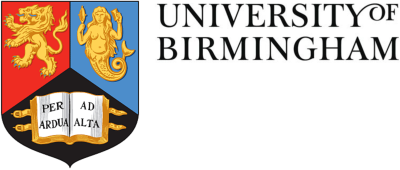 UNIVERSITY OF
BIRMINGHAM
PER AD
ARDUA ALTA